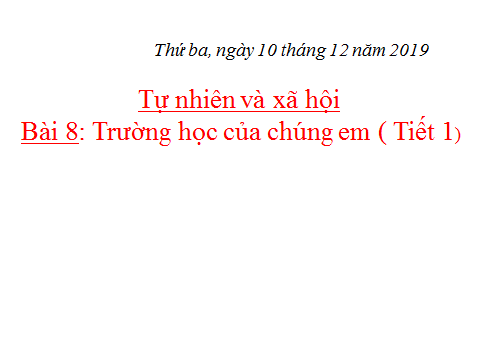 Thứ ba, ngày 10 tháng 12 năm 2019
Tự nhiên và xã hội
Bài 8: Trường học của chúng em ( Tiết 1)